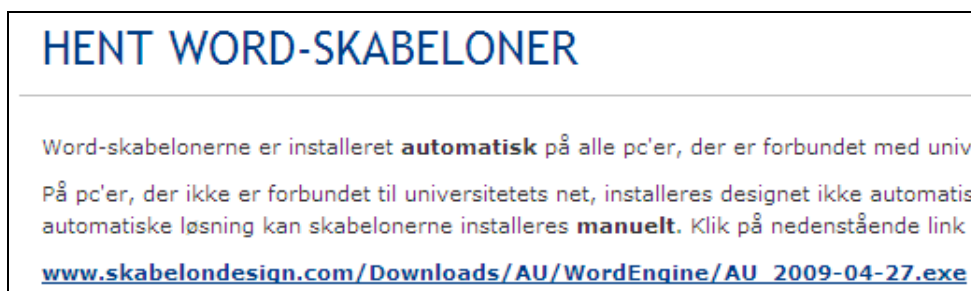 HENT WORD-SKABELONER
Word-skabelonerne er installeret automatisk på alle pc'er, der er forbundet med univ
På pc'er, der ikke er forbundet til universitetets net, installeres designet ikke automatis
automatiske løsning kan skabelonerne installeres manuelt. Klik på nedenstående link
www.skabelondesign.com/Downloads/AU/WordEngine/AU_2009-04-27.exe